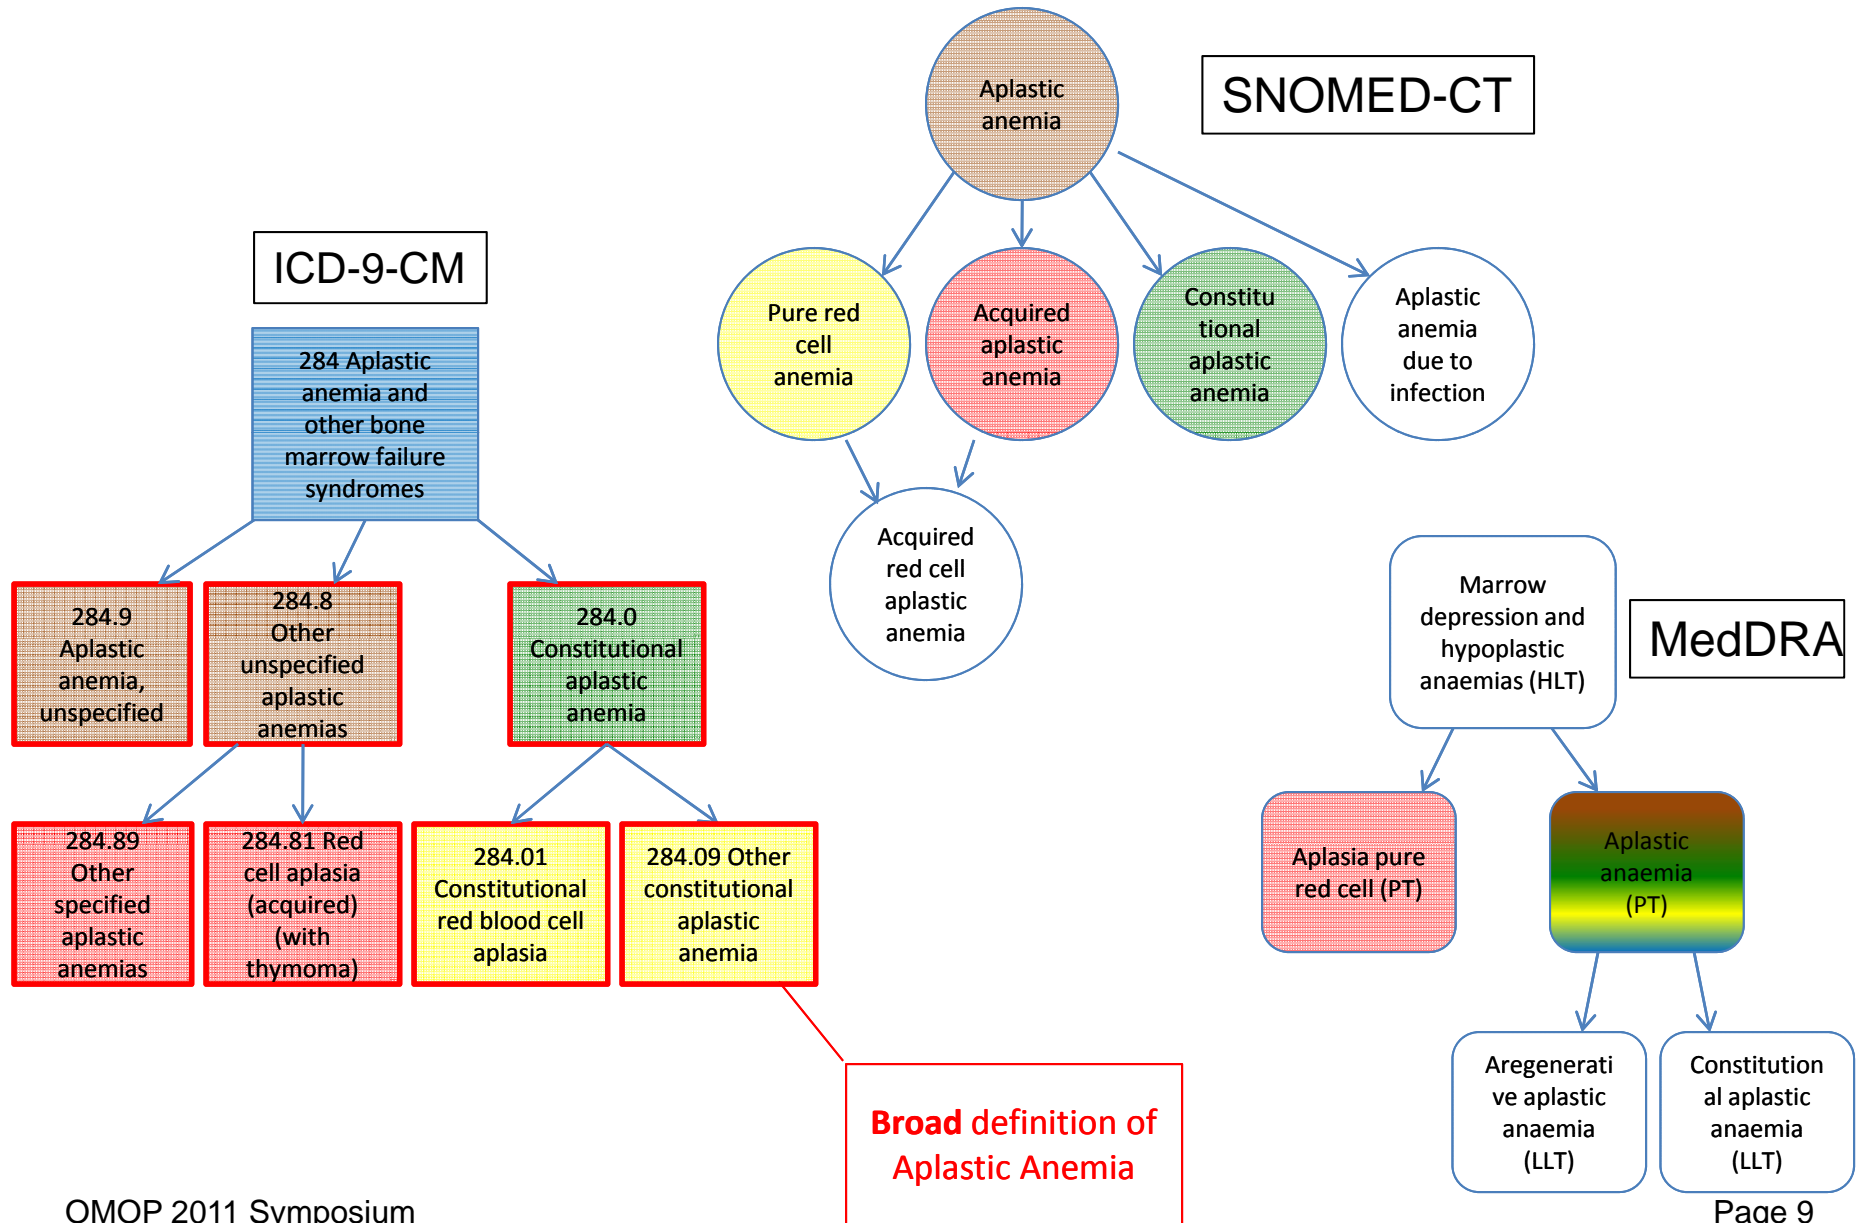 Aplastic
anemia
SNOMED-CT
ICD-9-CM
Pure red
cell
anemia
Acquired
aplastic
anemia
Constitu
tional
aplastic
anemia
Aplastic
anemia
due to
infection
284 Aplastic
anemia and
other bone
marrow failure
syndromes
Acquired
red cell
aplastic
anemia
284.9
Aplastic
anemia,
unspecified
284.8
Other
unspecified
aplastic
anemias
284.0
Constitutional
aplastic
anemia
Marrow
depression and
hypoplastic
anaemias (HLT)
MedDRA
284.89
Other
specified
aplastic
anemias
284.81 Red
cell aplasia
(acquired)
(with
thymoma)
284.01
Constitutional
red blood cell
aplasia
284.09 Other
constitutional
aplastic
anemia
Aplasia pure
red cell (PT)
Aplastic
anaemia
(PT)
Aregenerati
ve aplastic
anaemia
(LLT)
Constitution
al aplastic
anaemia
(LLT)
Broad definition of
Aplastic Anemia
OMOP 2011 Symposium
Page 9